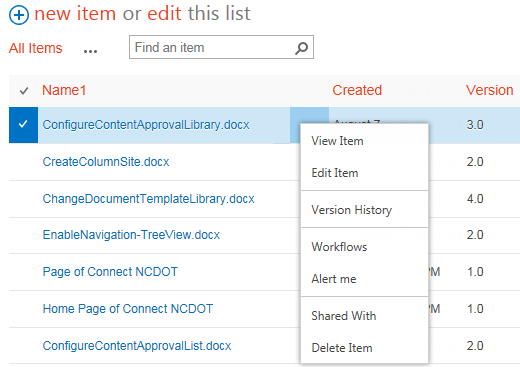 new item or edit this list
All Items ... Find an item
Name1 Created Version
ConfigureContentApprovalLibrary.docx August 7 3.0
View Item
CreateColumnSite.docx 2.0
Edit Item
ChangeDocumentTemplateLibrary.docx 4.0
Version History
EnableNavigation-TreeView.docx 2.0
Workflows
Page of Connect NCDOT PM 1.0
Alert me
Home Page of Connect NCDOT PM 1.0
Shared With
ConfigureContentApprovalList.docx 2.0
Delete Item